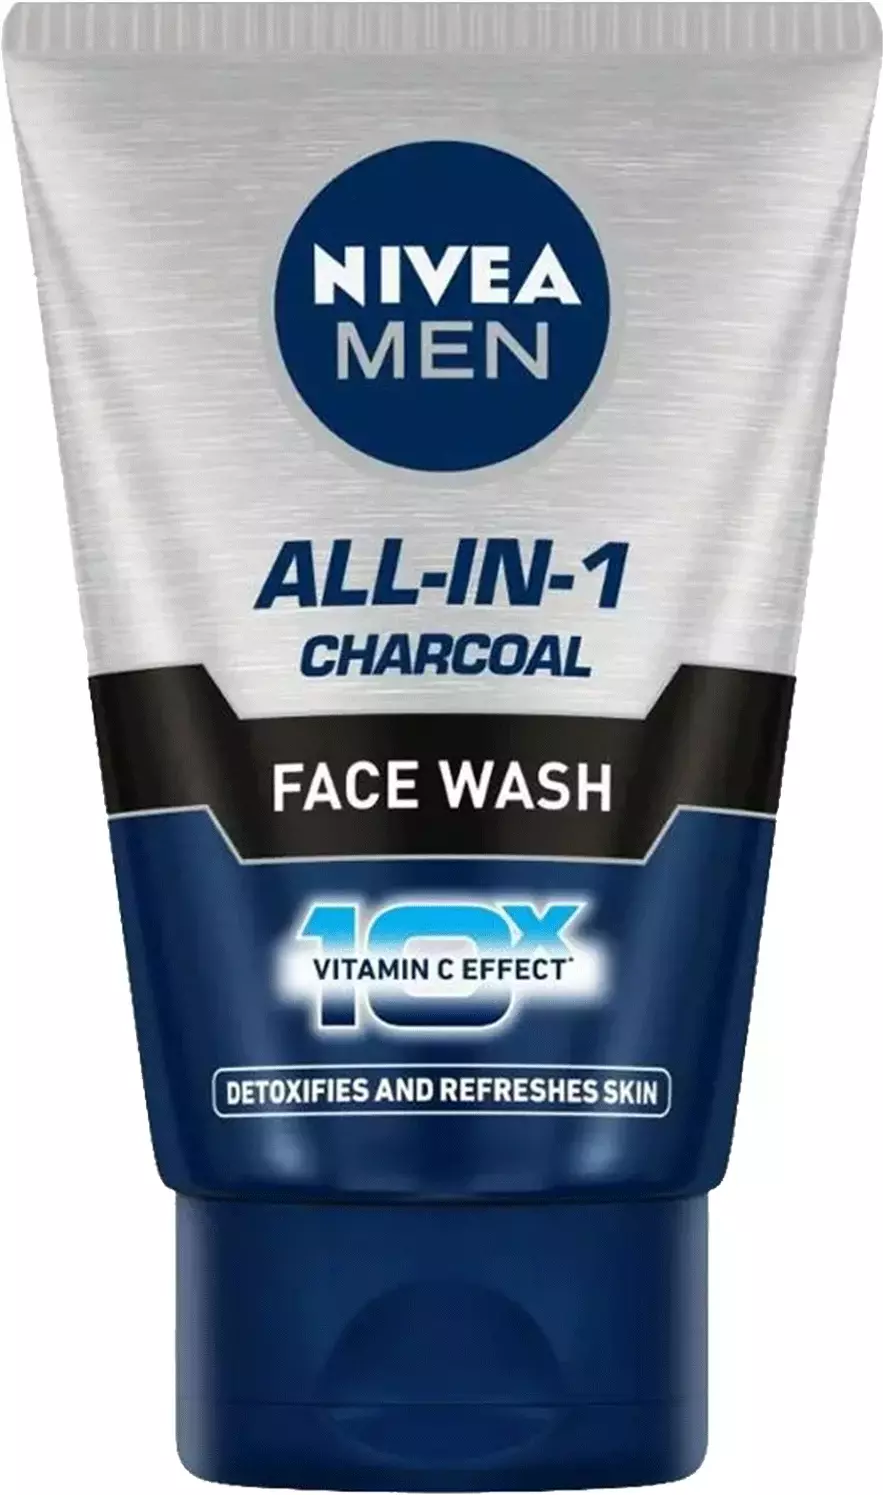 NIVEA
MEN
ALL-IN-1
CHARCOAL
FACE WASH
10X
VITAMIN C EFFECT*
DETOXIFIES AND REFRESHES SKIN